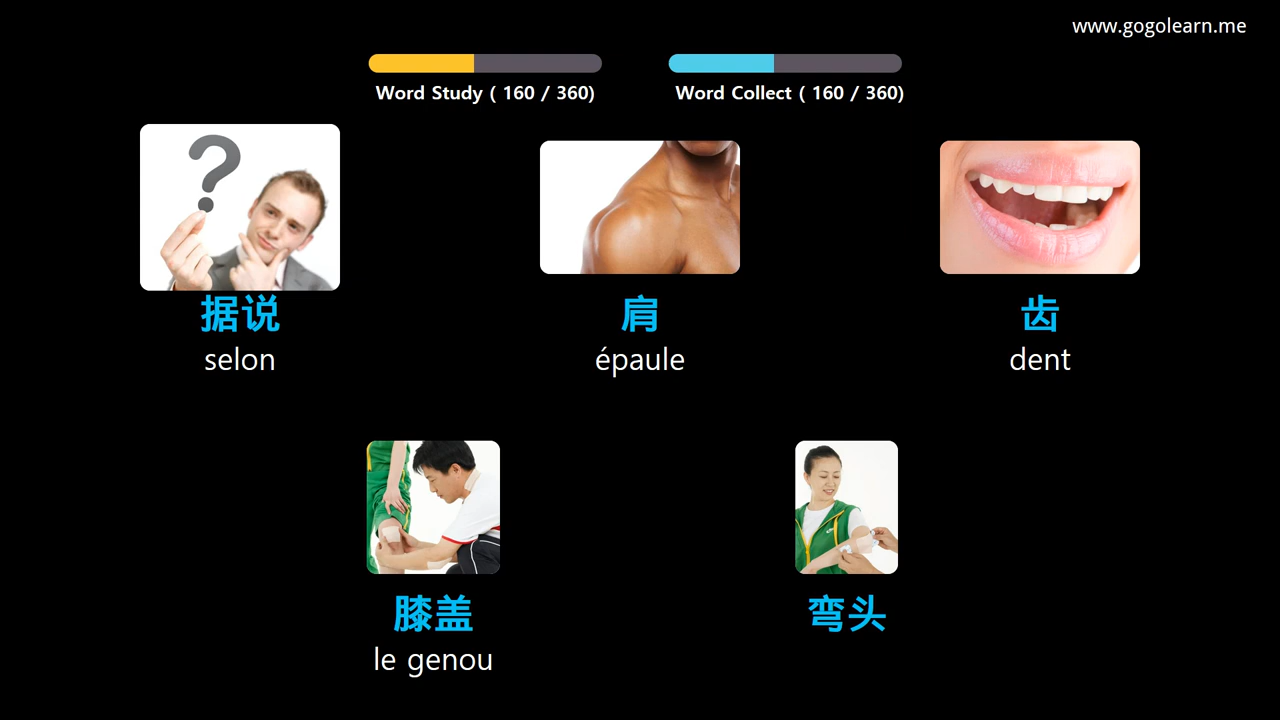 www.gogolearn.me
Word Study ( 160 / 360)
Word Collect ( 160 / 360)
据说
selon
肩
épaule
齿
dent
膝盖
le genou
弯头